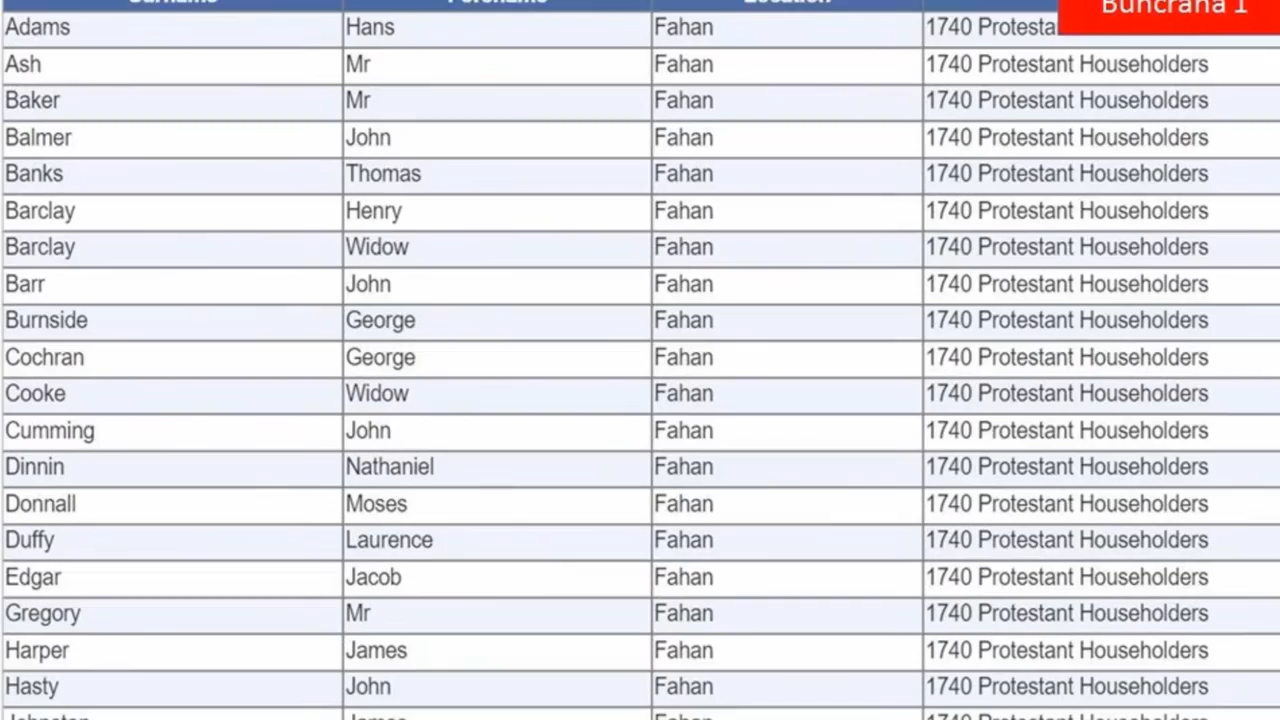 Surname Forename Location
Buncrana 1
Adams Hans Fahan 1740 Protesta
Ash Mr Fahan 1740 Protestant Householders
Baker Mr Fahan 1740 Protestant Householders
Balmer John Fahan 1740 Protestant Householders
Banks Thomas Fahan 1740 Protestant Householders
Barclay Henry Fahan 1740 Protestant Householders
Barclay Widow Fahan 1740 Protestant Householders
Barr John Fahan 1740 Protestant Householders
Burnside George Fahan 1740 Protestant Householders
Cochran George Fahan 1740 Protestant Householders
Cooke Widow Fahan 1740 Protestant Householders
Cumming John Fahan 1740 Protestant Householders
Dinnin Nathaniel Fahan 1740 Protestant Householders
Donnall Moses Fahan 1740 Protestant Householders
Duffy Laurence Fahan 1740 Protestant Householders
Edgar Jacob Fahan 1740 Protestant Householders
Gregory Mr Fahan 1740 Protestant Householders
Harper James Fahan 1740 Protestant Householders
Hasty John Fahan 1740 Protestant Householders
Johnston James Fahan 1740 Protestant Householders